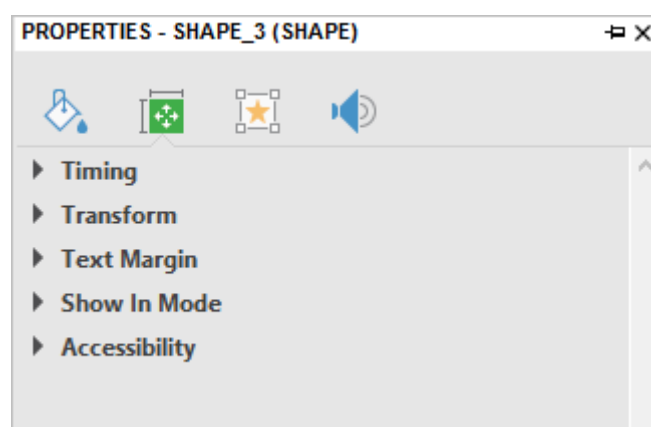 PROPERTIES - SHAPE_3 (SHAPE)
Timing
Transform
Text Margin
Show In Mode
Accessibility